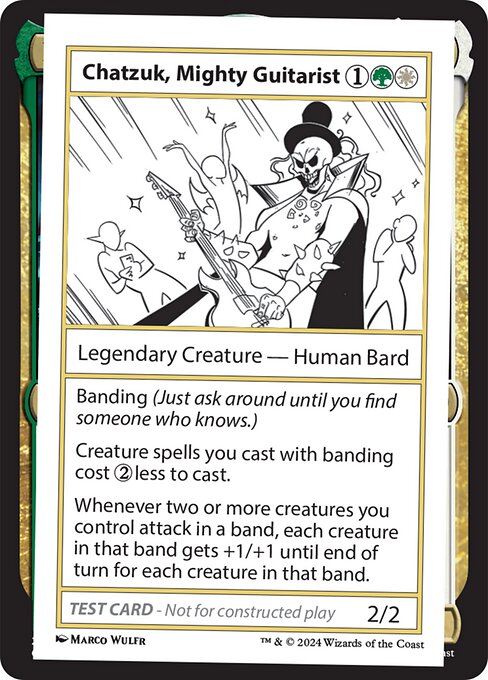 Chatzuk, Mighty Guitarist 1
Legendary Creature — Human Bard
Banding (Just ask around until you find
someone who knows.)
Creature spells you cast with banding
cost 2 less to cast.
Whenever two or more creatures you
control attack in a band, each creature
in that band gets +1/+1 until end of
turn for each creature in that band.
TEST CARD - Not for constructed play 2/2
Marco Wulfr ™ & © 2024 Wizards of the Coast
ast